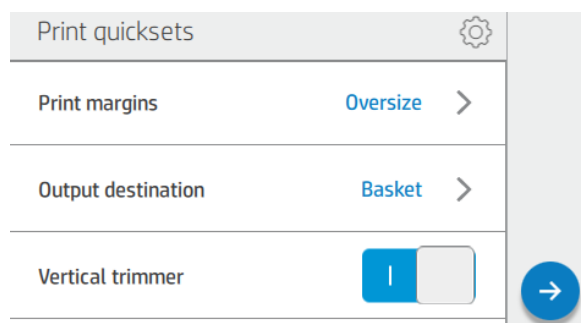 Print quicksets
Print margins Oversize
Output destination Basket
Vertical trimmer